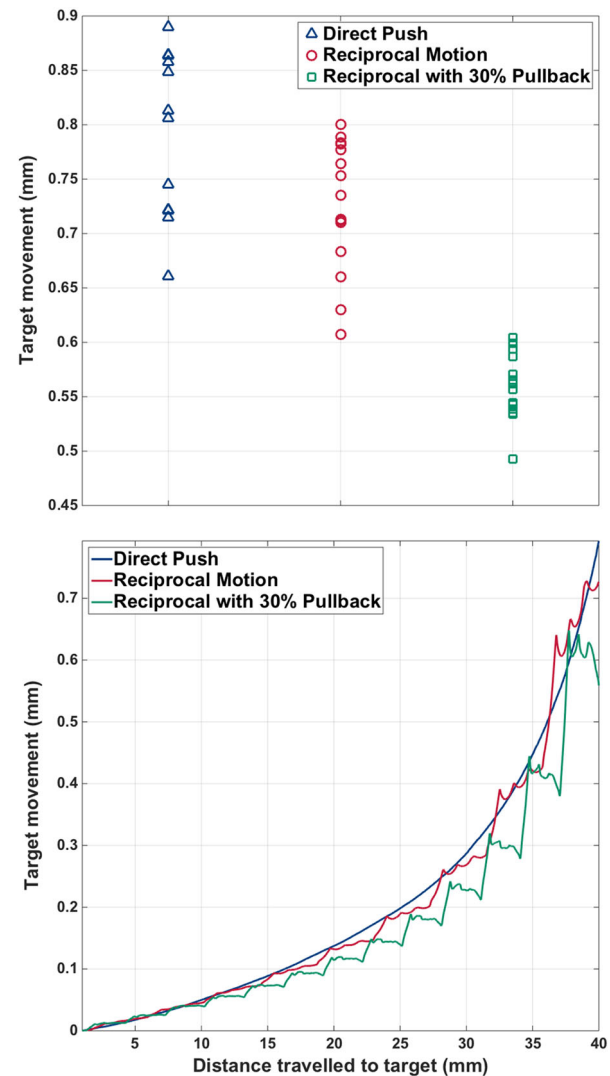 0.9
Direct Push
Reciprocal Motion
Reciprocal with 30% Pullback
0.85
0.8
0.75
0.7
0.65
0.6
0.55
0.5
0.45
Target movement (mm)
Direct Push
Reciprocal Motion
Reciprocal with 30% Pullback
0.7
0.6
0.5
0.4
0.3
0.2
0.1
0
Target movement (mm)
5 10 15 20 25 30 35 40
Distance travelled to target (mm)